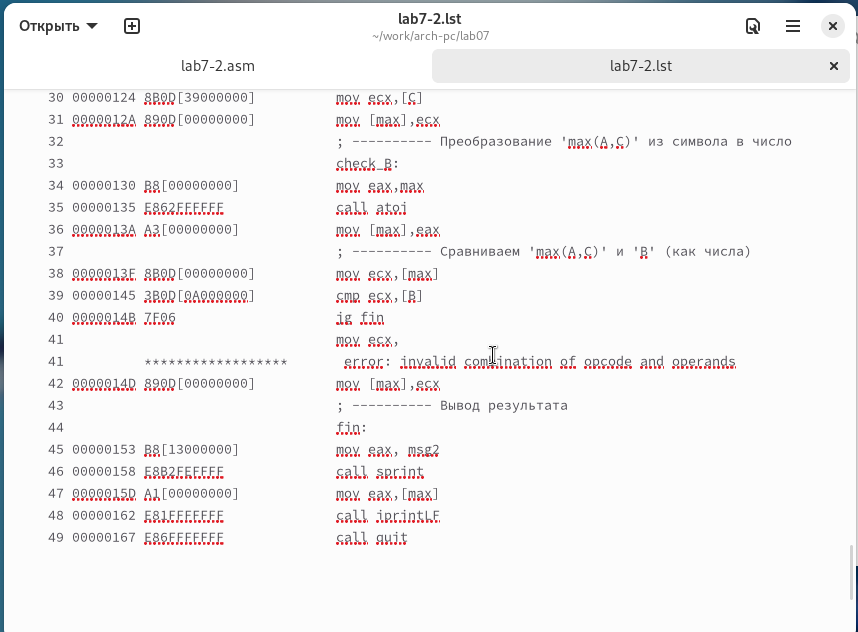 Открыть
lab7-2.lst
~/work/arch-pc/lab07
lab7-2.asm
lab7-2.lst
30 00000124 8B0D[39000000] mov ecx,[C]
31 0000012A 890D[00000000] mov [max],ecx
32 ; ---------- Преобразование 'max(A,C)' из символа в число
33 check_B:
34 00000130 B8[00000000] mov eax,max
35 00000135 E862FFFFFF call atoi
36 0000013A A3[00000000] mov [max],eax
37 ; ---------- Сравниваем 'max(A,C)' и 'B' (как числа)
38 0000013F 8B0D[00000000] mov ecx,[max]
39 00000145 3B0D[0A000000] cmp ecx,[B]
40 0000014B 7F06 jg fin
41 mov ecx,
41 ****************** error: invalid combination of opcode and operands
42 0000014D 890D[00000000] mov [max],ecx
43 ; ---------- Вывод результата
44 fin:
45 00000153 B8[13000000] mov eax, msg2
46 00000158 E8B2FEFFFF call sprint
47 0000015D A1[00000000] mov eax,[max]
48 00000162 E81FFFFFFF call iprintLF
49 00000167 E86FFFFFFF call quit